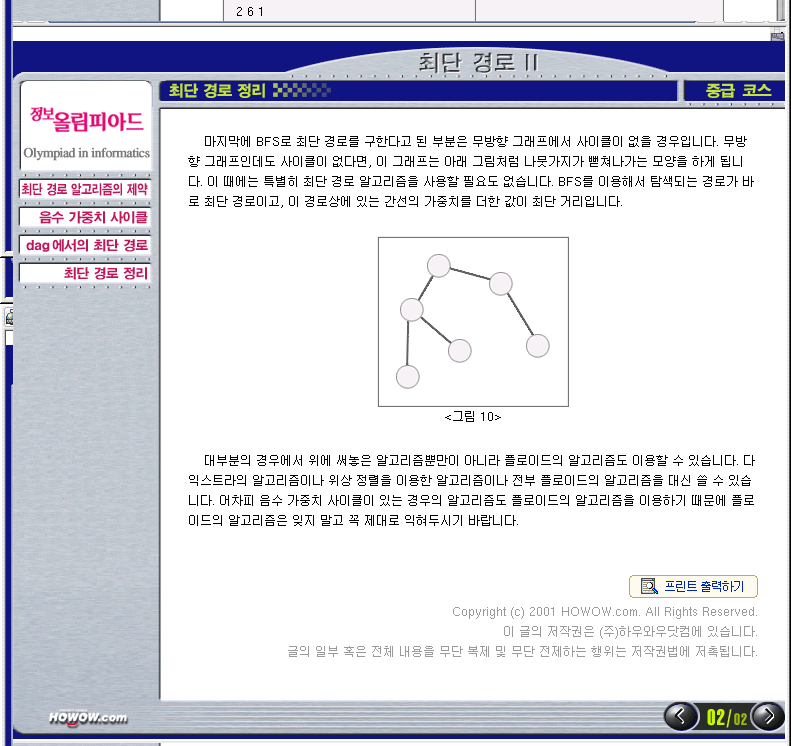 2 6 1
최단 경로 II
최단 경로 정리
중급 코스
정보올림피아드
Olympiad in informatics
최단 경로 알고리즘의 제약
음수 가중치 사이클
dag에서의 최단 경로
최단 경로 정리
마지막에 BFS로 최단 경로를 구한다고 된 부분은 무방향 그래프에서 사이클이 없을 경우입니다. 무방
향 그래프인데도 사이클이 없다면, 이 그래프는 아래 그림처럼 나뭇가지가 뻗쳐나가는 모양을 하게 됩니
다. 이 때에는 특별히 최단 경로 알고리즘을 사용할 필요도 없습니다. BFS를 이용해서 탐색되는 경로가 바
로 최단 경로이고, 이 경로상에 있는 간선의 가중치를 더한 값이 최단 거리입니다.
<그림 10>
대부분의 경우에서 위에 써놓은 알고리즘뿐만이 아니라 플로이드의 알고리즘도 이용할 수 있습니다. 다
익스트라의 알고리즘이나 위상 정렬을 이용한 알고리즘이나 전부 플로이드의 알고리즘을 대신 쓸 수 있습
니다. 어차피 음수 가중치 사이클이 있는 경우의 알고리즘도 플로이드의 알고리즘을 이용하기 때문에 플로
이드의 알고리즘은 잊지 말고 꼭 제대로 익혀두시기 바랍니다.
프린트 출력하기
Copyright (c) 2001 HOWOW.com. All Rights Reserved.
이 글의 저작권은 (주)하우와우닷컴에 있습니다.
글의 일부 혹은 전체 내용을 무단 복제 및 무단 전제하는 행위는 저작권법에 저촉됩니다.
HOWOW.com
02/02